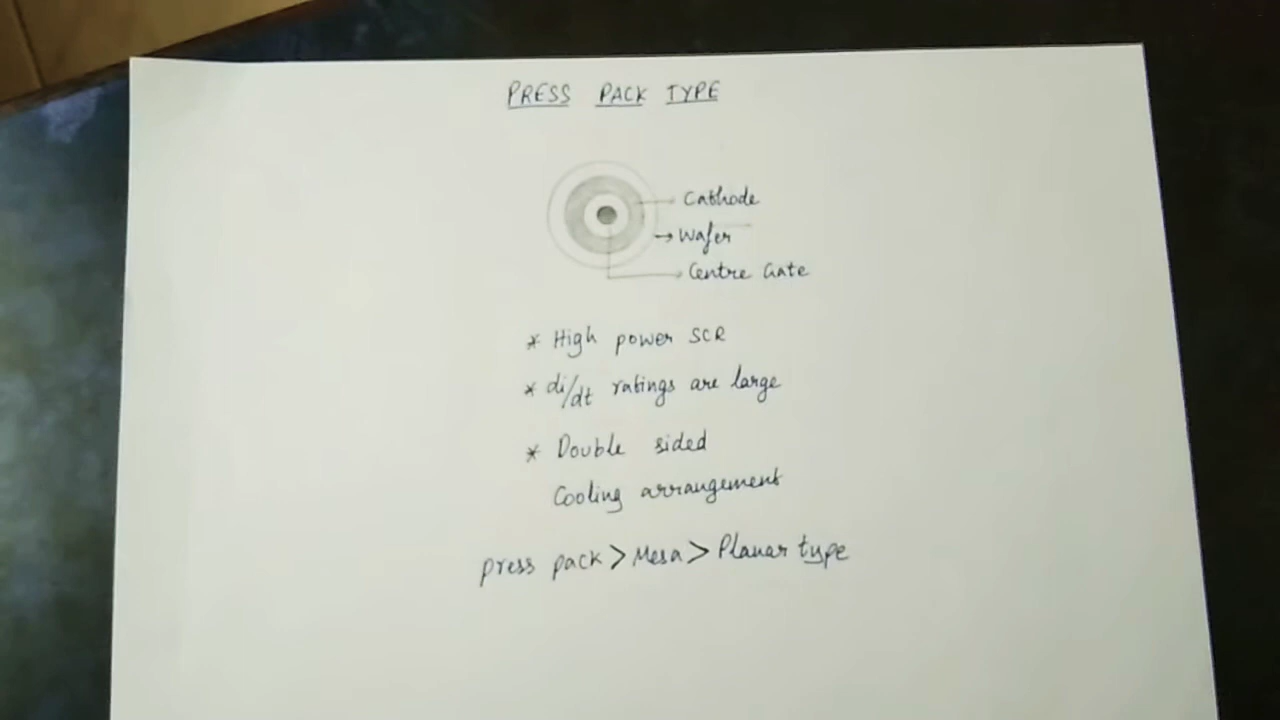 PRESS PACK TYPE
Cathode
Wafer
Centre Gate
* High power SCR
* di/dt ratings are large
* Double sided
Cooling arrangement
press pack > Mesa > Planar type